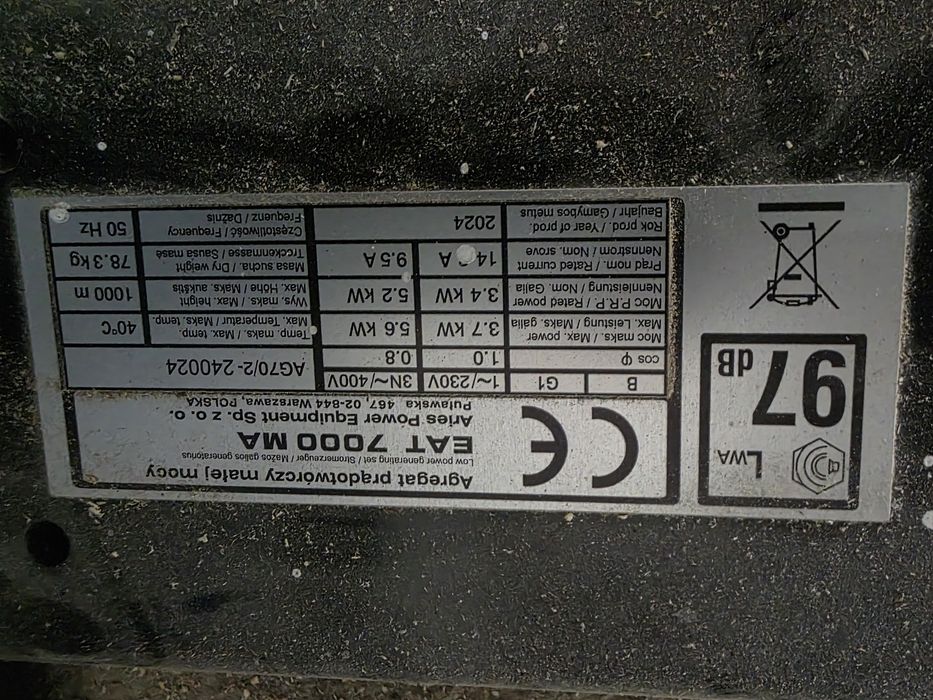 LWA
97
dB
CE
Agregat prądotwórczy małej mocy
Low power generating set / Stromerzeuger / Mazos galios generatorius
EAT 7000 MA
Aries Power Equipment Sp. z o. o.
Puławska 467, 02-844 Warszawa, POLSKA
B G1 1~/230V 3N~/400V AG70/2-240024
cos φ 1.0 0.8
Moc maks. / Max. power
Max. Leistung / Maks. galia 3.7 kW 5.6 kW
Temp. maks. / Max. temp.
Max. Temperatur / Maks. temp. 40°C
Moc P.R.P. / Rated power
Nennleistung / Nom. Galia 3.4 kW 5.2 kW
Wys. maks. / Max. height
Max. Höhe / Maks. aukštis 1000 m
Prąd nom. / Rated current
Nennstrom / Nom. srove A 9.5 A
Masa sucha. / Dry weight
Trockenmasse / Sausa masė 78.3 kg
Rok prod. / Year of prod.
Baujahr / Gamybos metus 2024
Częstotliwość / Frequency
Frequenz / Dažnis 50 Hz